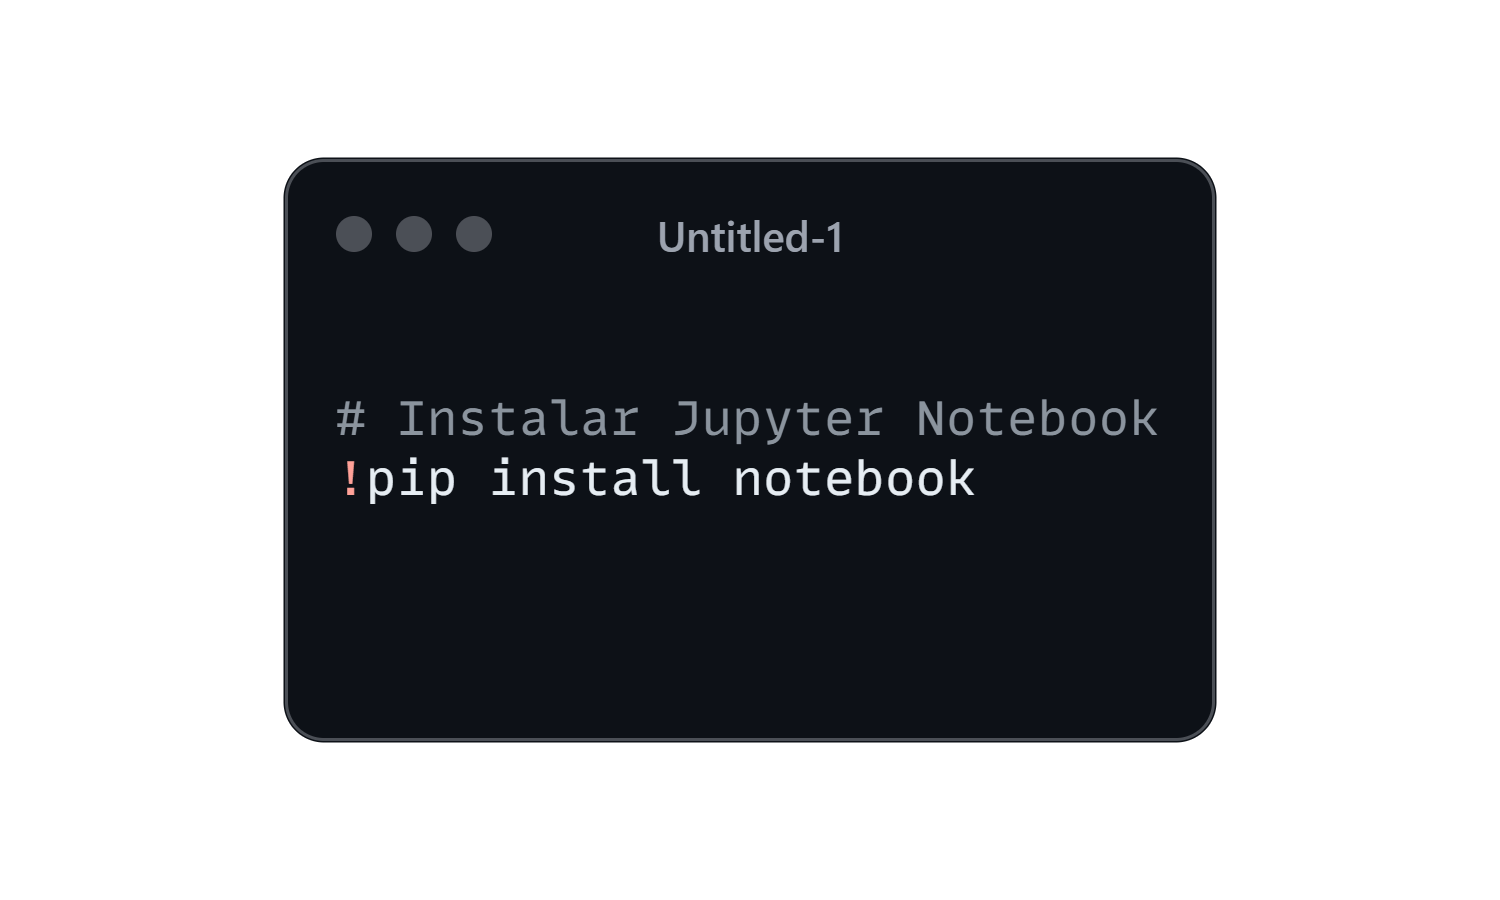 Untitled-1
# Instalar Jupyter Notebook
!pip install notebook